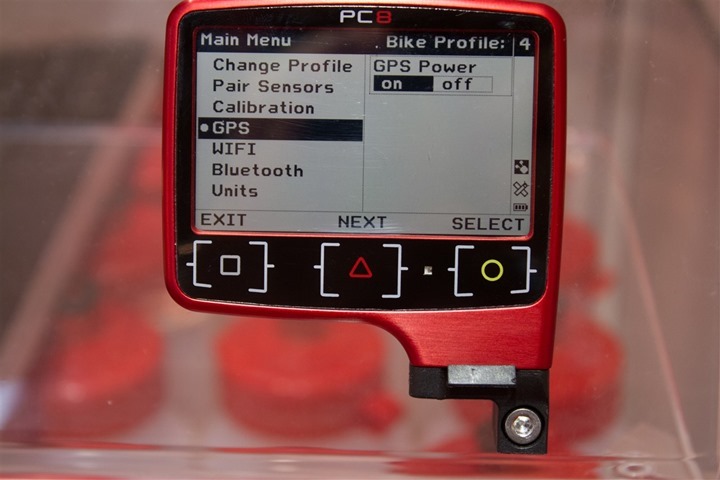 PC8
Main Menu Bike Profile: 4
Change Profile
Pair Sensors
Calibration
GPS
WIFI
Bluetooth
Units
GPS Power
on off
EXIT NEXT SELECT